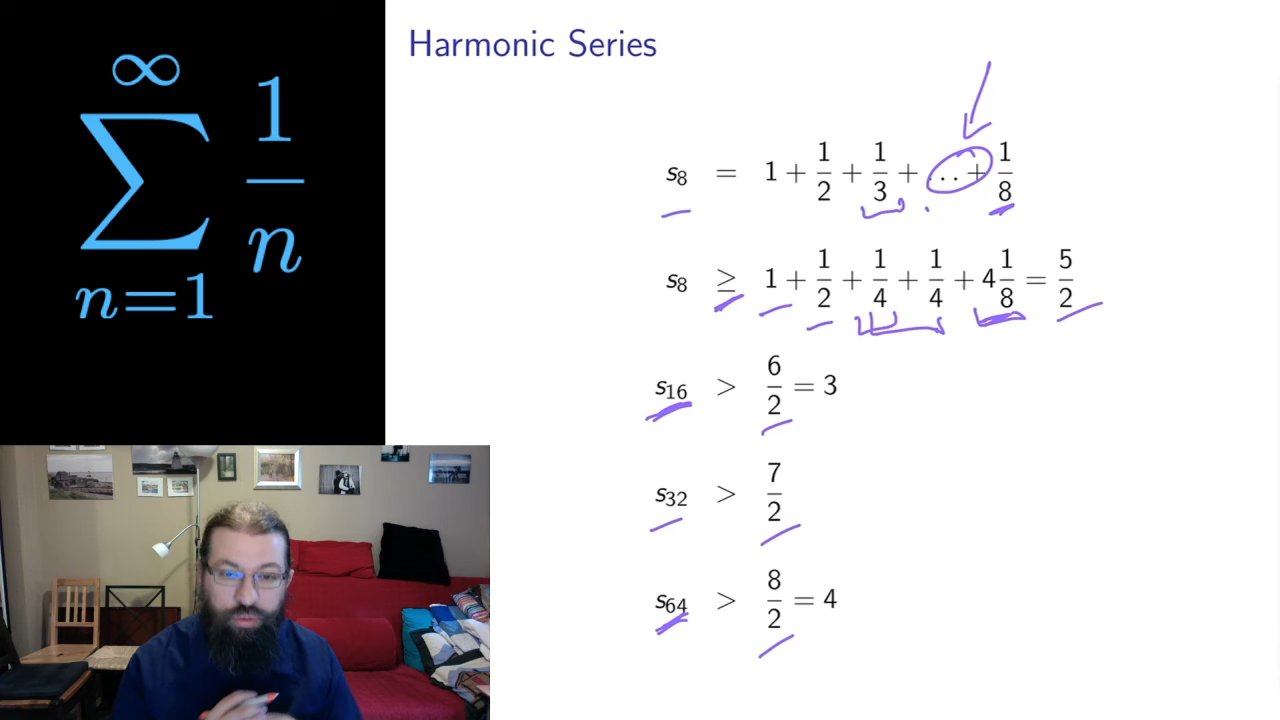 ∞
∑ 1/n
n=1
Harmonic Series
s₈ = 1 + 1/2 + 1/3 + ... + 1/8
s₈ ≥ 1 + 1/2 + 1/4 + 1/4 + 4 1/8 = 5/2
s₁₆ > 6/2 = 3
s₃₂ > 7/2
s₆₄ > 8/2 = 4